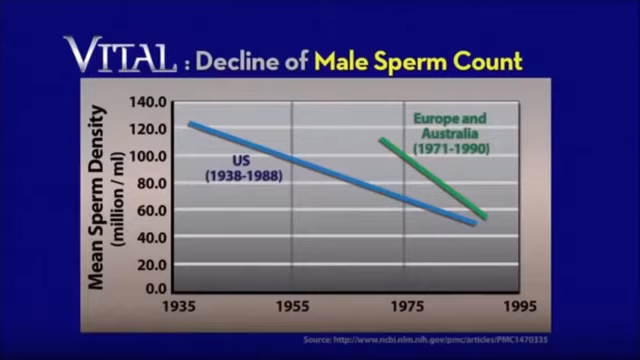 VITAL : Decline of Male Sperm Count
Mean Sperm Density
(million / ml)
140.0
120.0
100.0
80.0
60.0
40.0
20.0
0.0
1935
1955
1975
1995
US
(1938-1988)
Europe and
Australia
(1971-1990)
Source: http://www.ncbi.nlm.nih.gov/pmc/articles/PMC1470335